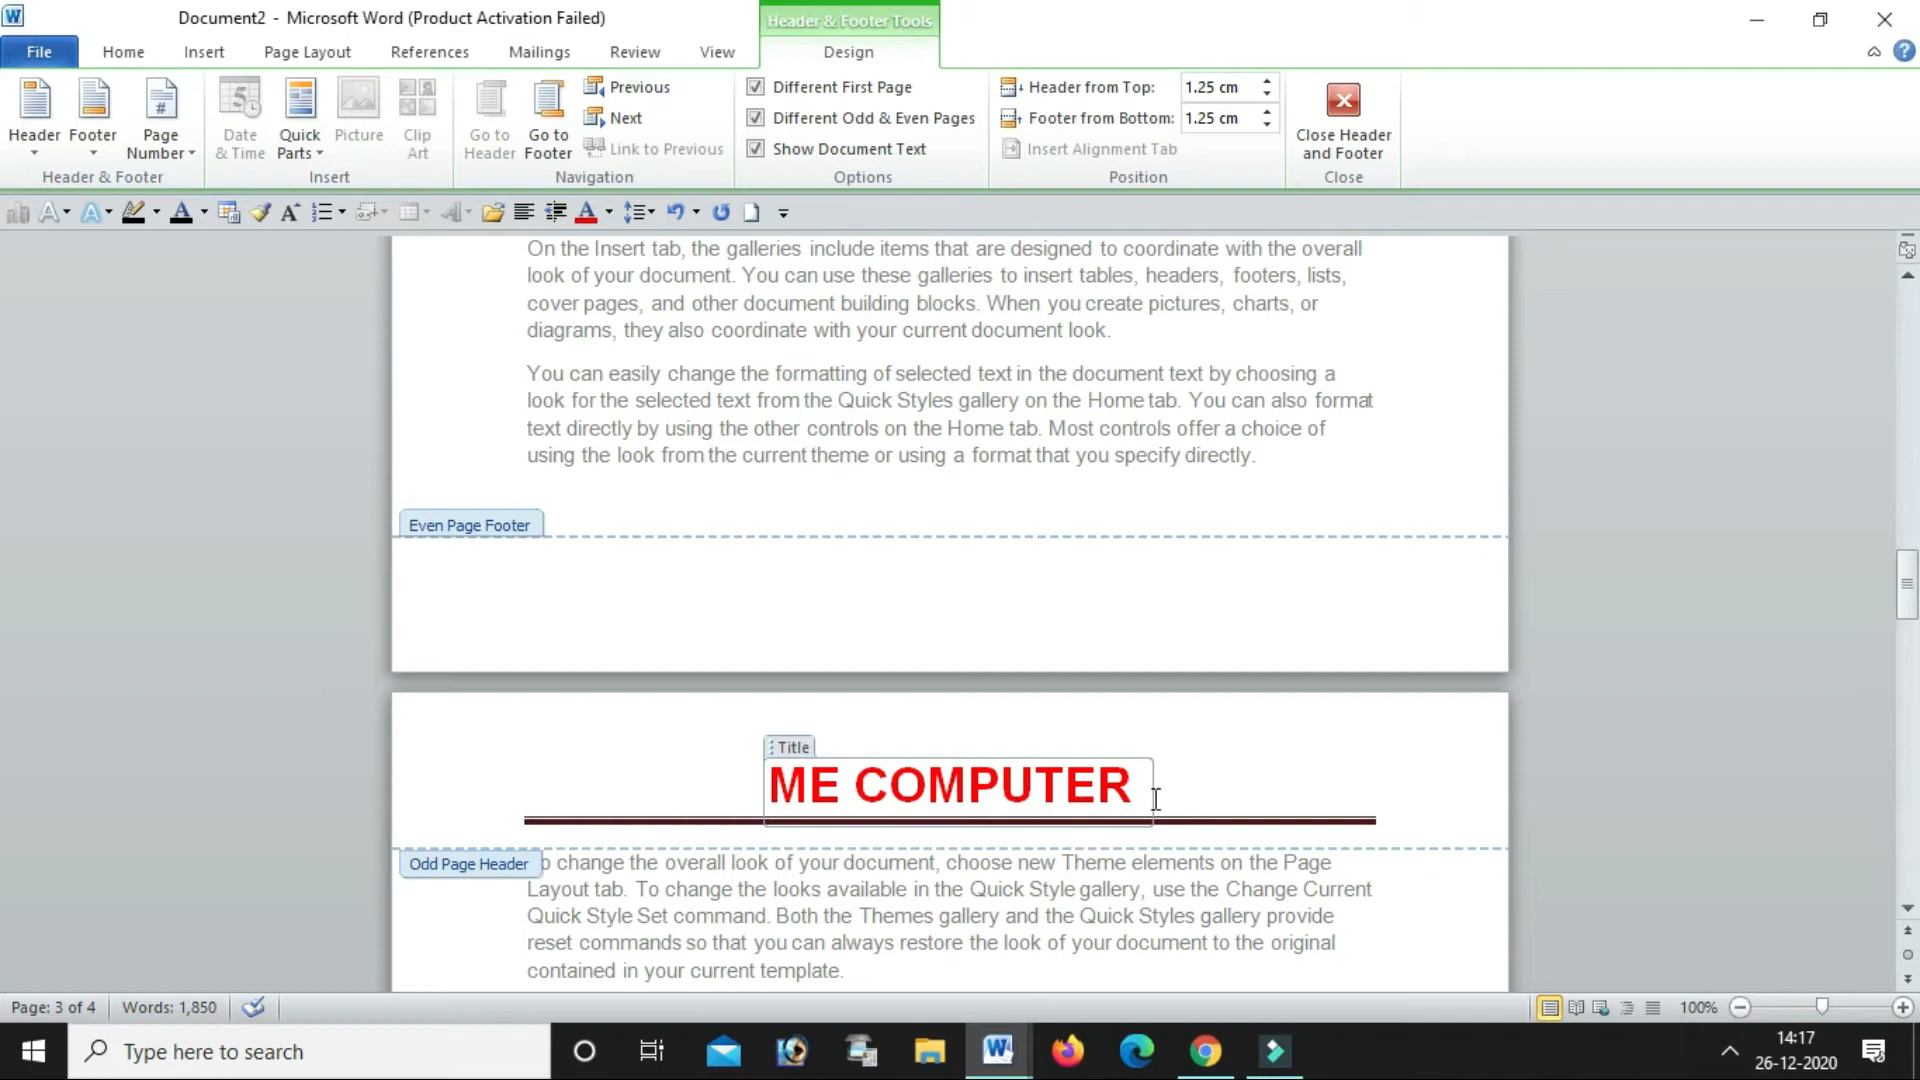 Document2 - Microsoft Word (Product Activation Failed)
Header & Footer Tools
File Home Insert Page Layout References Mailings Review View Design
Header Footer Page Number
Date & Time Quick Parts Picture Clip Art
Go to Header Go to Footer
Previous
Next
Link to Previous
Different First Page
Different Odd & Even Pages
Show Document Text
Header from Top: 1.25 cm
Footer from Bottom: 1.25 cm
Insert Alignment Tab
Close Header and Footer
Header & Footer Insert Navigation Options Position Close
On the Insert tab, the galleries include items that are designed to coordinate with the overall
look of your document. You can use these galleries to insert tables, headers, footers, lists,
cover pages, and other document building blocks. When you create pictures, charts, or
diagrams, they also coordinate with your current document look.
You can easily change the formatting of selected text in the document text by choosing a
look for the selected text from the Quick Styles gallery on the Home tab. You can also format
text directly by using the other controls on the Home tab. Most controls offer a choice of
using the look from the current theme or using a format that you specify directly.
Even Page Footer
Title
ME COMPUTER
Odd Page Header
change the overall look of your document, choose new Theme elements on the Page
Layout tab. To change the looks available in the Quick Style gallery, use the Change Current
Quick Style Set command. Both the Themes gallery and the Quick Styles gallery provide
reset commands so that you can always restore the look of your document to the original
contained in your current template.
Page: 3 of 4 Words: 1,850 100%
Type here to search
14:17
26-12-2020